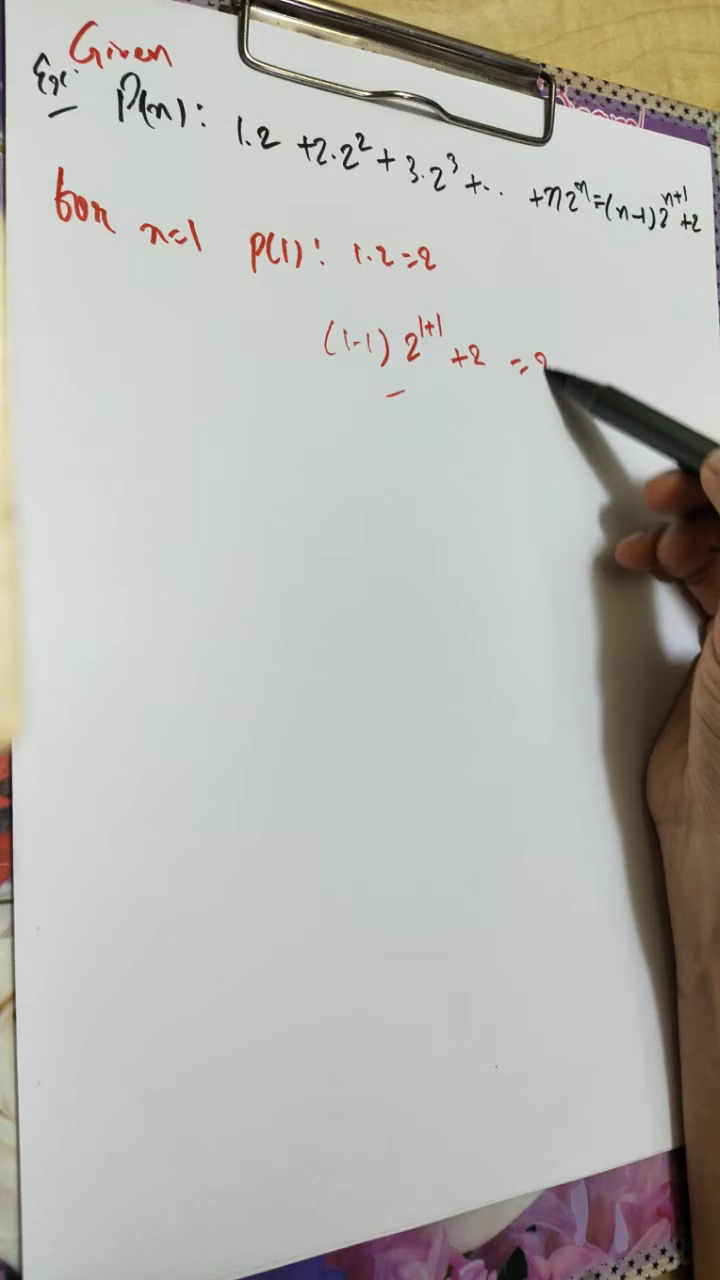 Given
Ex:
P(n): 1.2 +2.2² + 3.2³ +.. +n2ⁿ=(n-1)2ⁿ⁺¹+2
for n=1 P(1): 1.2=2
(1-1) 2¹⁺¹ +2 =2